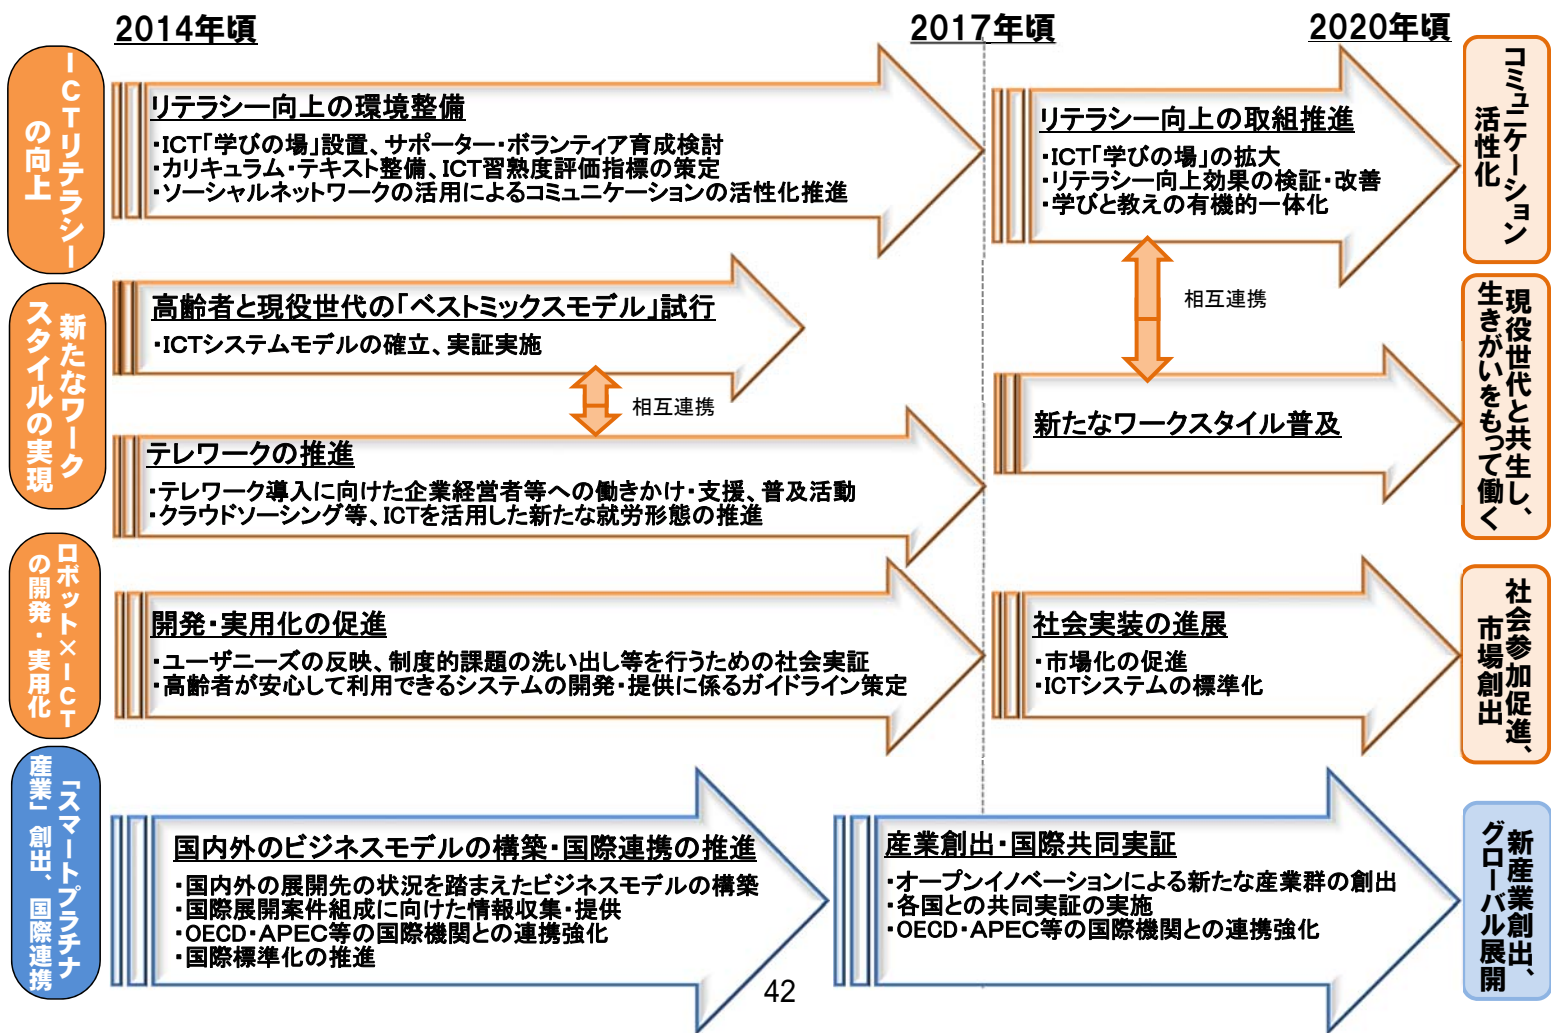 2014年頃
2017年頃
2020年頃
ICTリテラシー
の向上
リテラシー向上の環境整備
・ICT「学びの場」設置、サポーター・ボランティア育成検討
・カリキュラム・テキスト整備、ICT習熟度評価指標の策定
・ソーシャルネットワークの活用によるコミュニケーションの活性化推進
リテラシー向上の取組推進
・ICT「学びの場」の拡大
・リテラシー向上効果の検証・改善
・学びと教えの有機的一体化
コミュニケーション
活性化
相互連携
新たなワーク
スタイルの実現
高齢者と現役世代の「ベストミックスモデル」試行
・ICTシステムモデルの確立、実証実施
相互連携
テレワークの推進
・テレワーク導入に向けた企業経営者等への働きかけ・支援、普及活動
・クラウドソーシング等、ICTを活用した新たな就労形態の推進
新たなワークスタイル普及
現役世代と共生し、
生きがいをもって働く
ロボット×ICT
の開発・実用化
開発・実用化の促進
・ユーザニーズの反映、制度的課題の洗い出し等を行うための社会実証
・高齢者が安心して利用できるシステムの開発・提供に係るガイドライン策定
社会実装の進展
・市場化の促進
・ICTシステムの標準化
社会参加促進、
市場創出
「スマートプラチナ
産業」創出、国際連携
国内外のビジネスモデルの構築・国際連携の推進
・国内外の展開先の状況を踏まえたビジネスモデルの構築
・国際展開案件組成に向けた情報収集・提供
・OECD・APEC等の国際機関との連携強化
・国際標準化の推進
産業創出・国際共同実証
・オープンイノベーションによる新たな産業群の創出
・各国との共同実証の実施
・OECD・APEC等の国際機関との連携強化
新産業創出、
グローバル展開
42